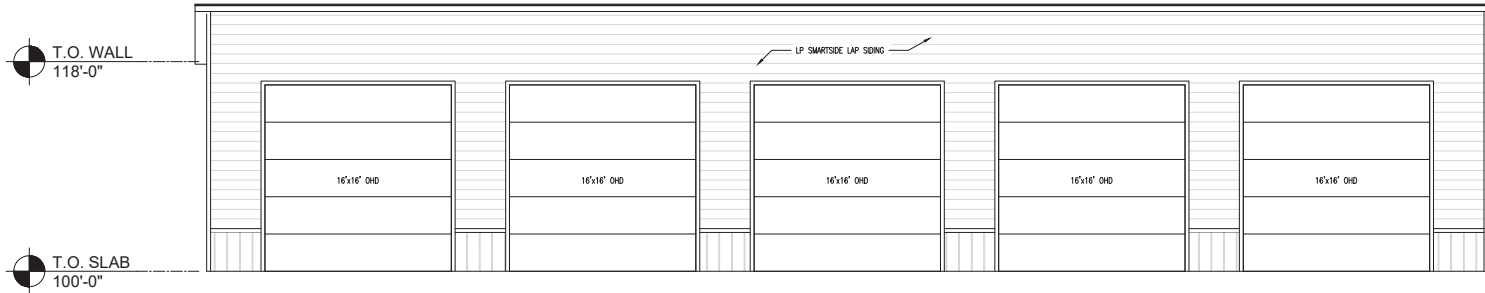 LP SMARTSIDE LAP SIDING
T.O. WALL
118'-0"
16'x16' OHD
16'x16' OHD
16'x16' OHD
16'x16' OHD
16'x16' OHD
T.O. SLAB
100'-0"